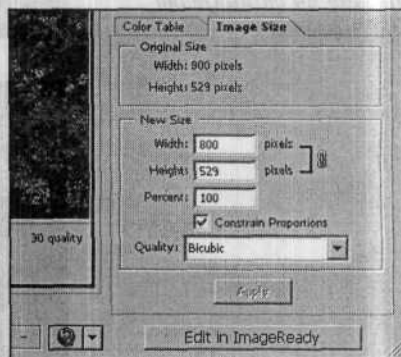 Color Table Image Size
Original Size
Width: 800 pixels
Height: 529 pixels
New Size
Width: 800 pixels
Height: 529 pixels
Percent: 100
Constrain Proportions
30 quality
Quality: Bicubic
Apply
Edit in ImageReady